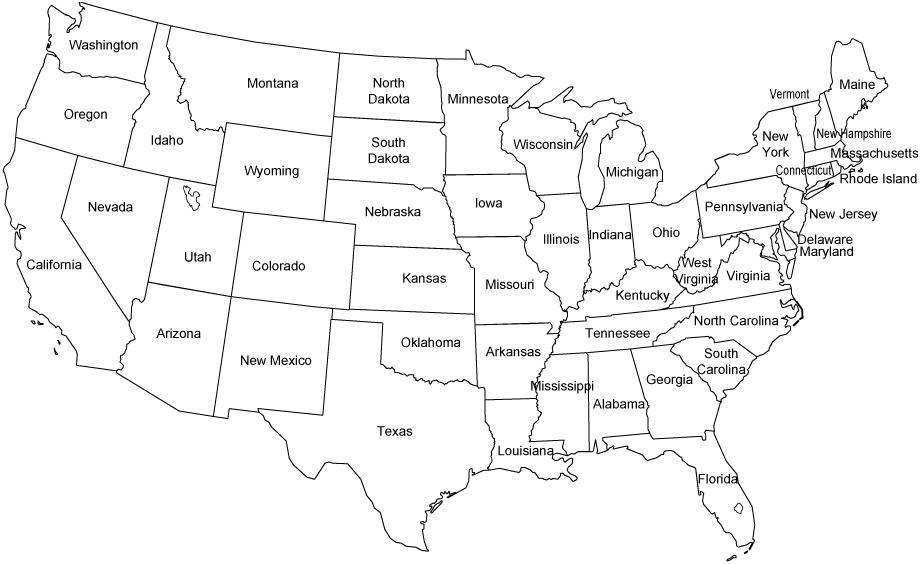 Washington
Montana
North
Dakota
Minnesota
Maine
Vermont
Oregon
Idaho
South
Dakota
Wisconsin
New
York
New Hampshire
Massachusetts
Wyoming
Michigan
Connecticut
Rhode Island
Nevada
Nebraska
Iowa
Pennsylvania
New Jersey
Illinois
Indiana
Ohio
Delaware
Maryland
California
Utah
Colorado
Kansas
Missouri
West
Virginia
Virginia
Kentucky
Arizona
New Mexico
Oklahoma
Arkansas
Tennessee
North Carolina
South
Carolina
Mississippi
Alabama
Georgia
Texas
Louisiana
Florida